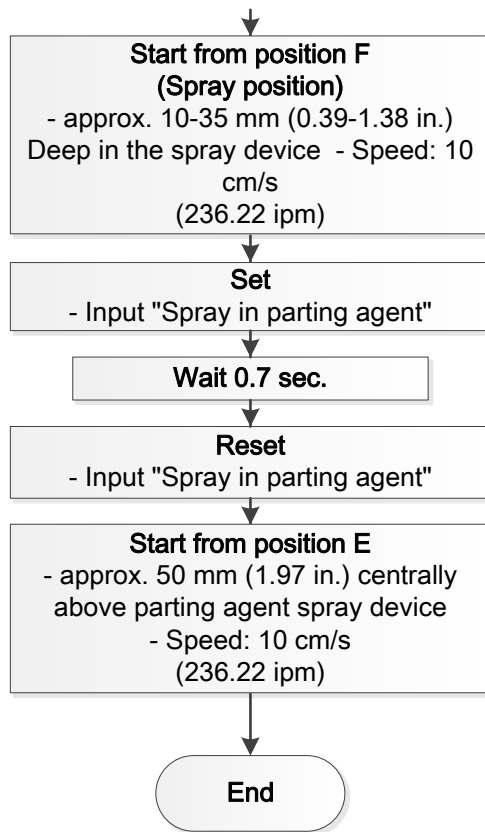 Start from position F
(Spray position)
- approx. 10-35 mm (0.39-1.38 in.)
Deep in the spray device - Speed: 10
cm/s
(236.22 ipm)
Set
- Input "Spray in parting agent"
Wait 0.7 sec.
Reset
- Input "Spray in parting agent"
Start from position E
- approx. 50 mm (1.97 in.) centrally
above parting agent spray device
- Speed: 10 cm/s
(236.22 ipm)
End